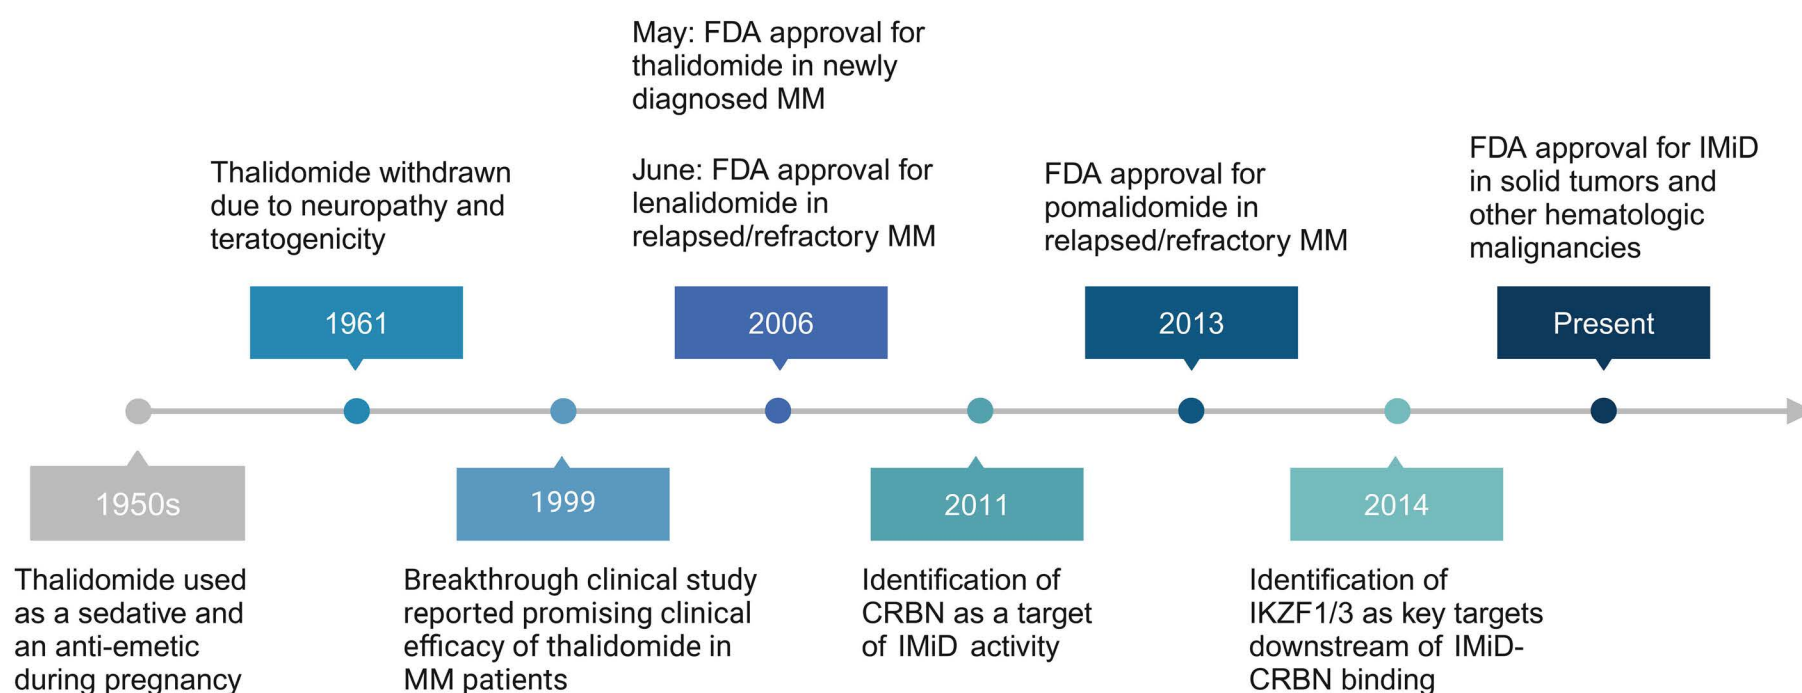 May: FDA approval for
thalidomide in newly
diagnosed MM
Thalidomide withdrawn
due to neuropathy and
teratogenicity
June: FDA approval for
lenalidomide in
relapsed/refractory MM
FDA approval for
pomalidomide in
relapsed/refractory MM
FDA approval for IMiD
in solid tumors and
other hematologic
malignancies
1961
2006
2013
Present
1950s
1999
2011
2014
Thalidomide used
as a sedative and
an anti-emetic
during pregnancy
Breakthrough clinical study
reported promising clinical
efficacy of thalidomide in
MM patients
Identification of
CRBN as a target
of IMiD activity
Identification of
IKZF1/3 as key targets
downstream of IMiD-
CRBN binding